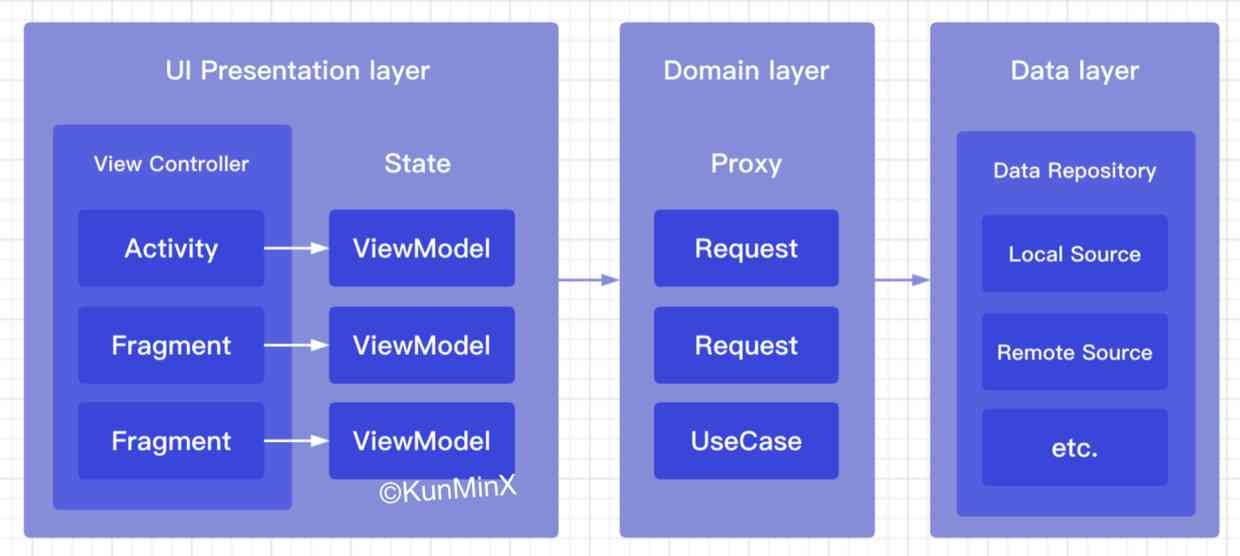 UI Presentation layer
View Controller
State
Activity
ViewModel
Fragment
ViewModel
Fragment
ViewModel
©KunMinX
Domain layer
Proxy
Request
Request
UseCase
Data layer
Data Repository
Local Source
Remote Source
etc.